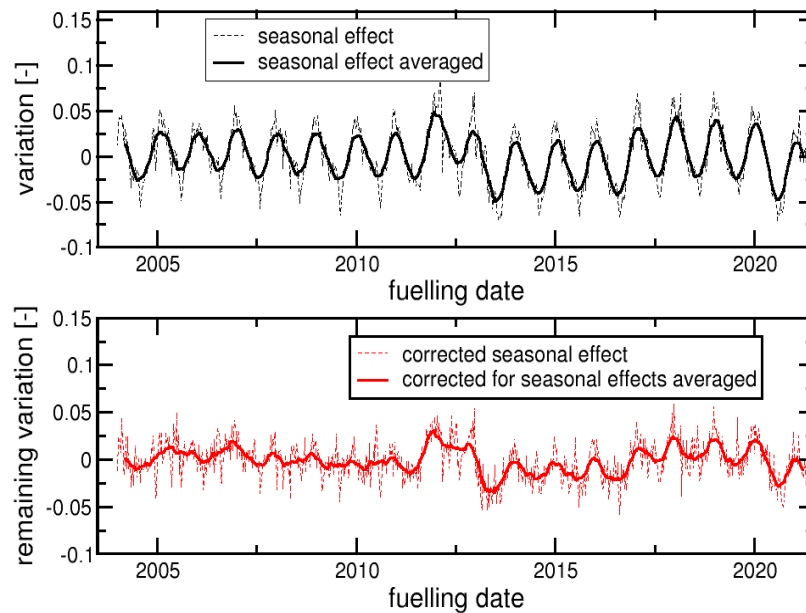 0.15
seasonal effect
0.1
seasonal effect averaged
variation [-]
0.05
0
-0.05
-0.1
2005 2010 2015 2020
fuelling date
0.15
corrected seasonal effect
0.1
corrected for seasonal effects averaged
remaining variation [-]
0.05
0
-0.05
-0.1
2005 2010 2015 2020
fuelling date